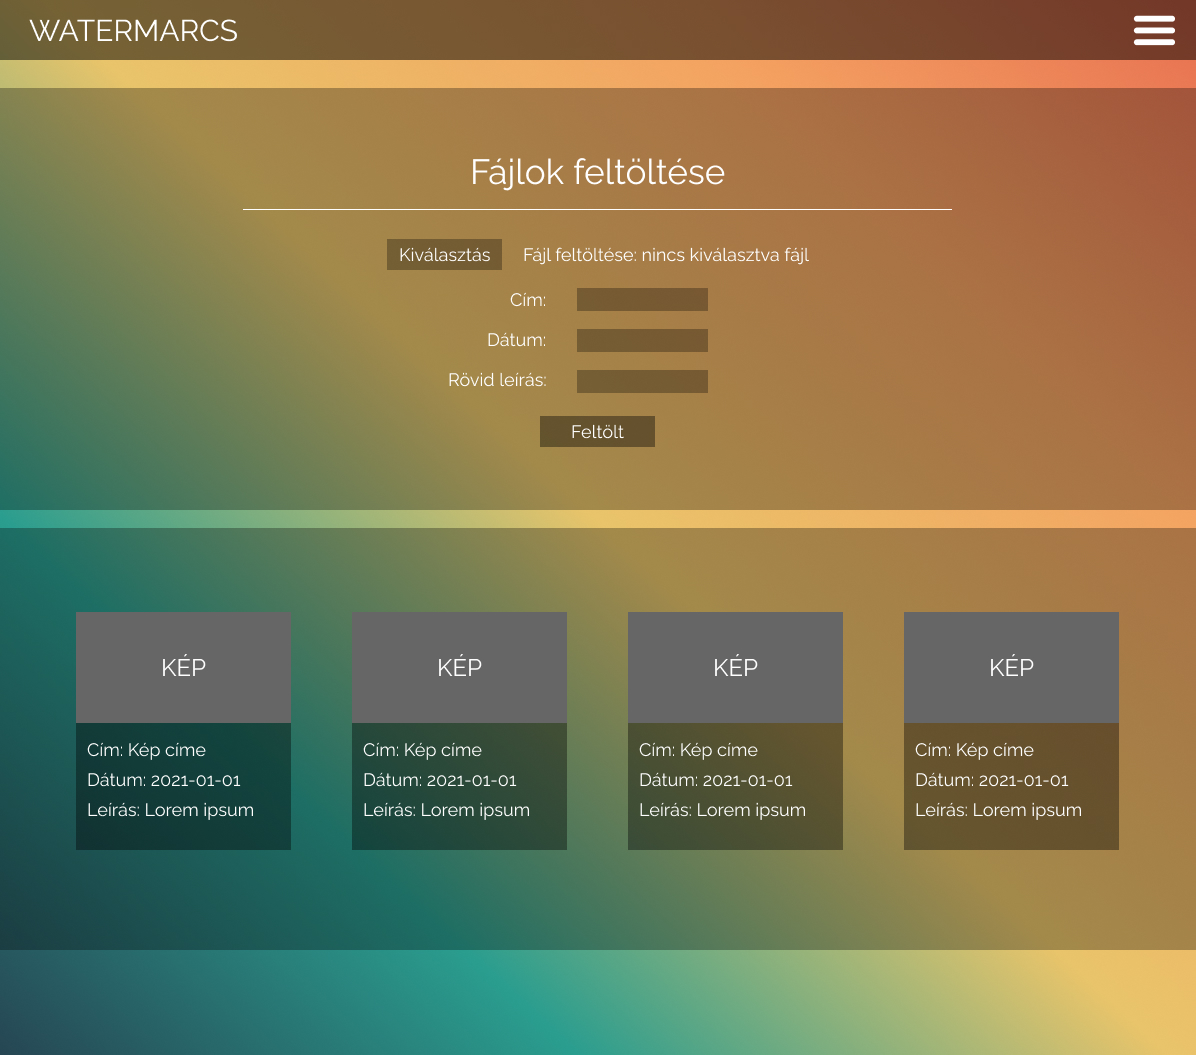 WATERMARCS
Fájlok feltöltése
Kiválasztás Fájl feltöltése: nincs kiválasztva fájl
Cím:
Dátum:
Rövid leírás:
Feltölt
KÉP KÉP KÉP KÉP
Cím: Kép címe Cím: Kép címe Cím: Kép címe Cím: Kép címe
Dátum: 2021-01-01 Dátum: 2021-01-01 Dátum: 2021-01-01 Dátum: 2021-01-01
Leírás: Lorem ipsum Leírás: Lorem ipsum Leírás: Lorem ipsum Leírás: Lorem ipsum